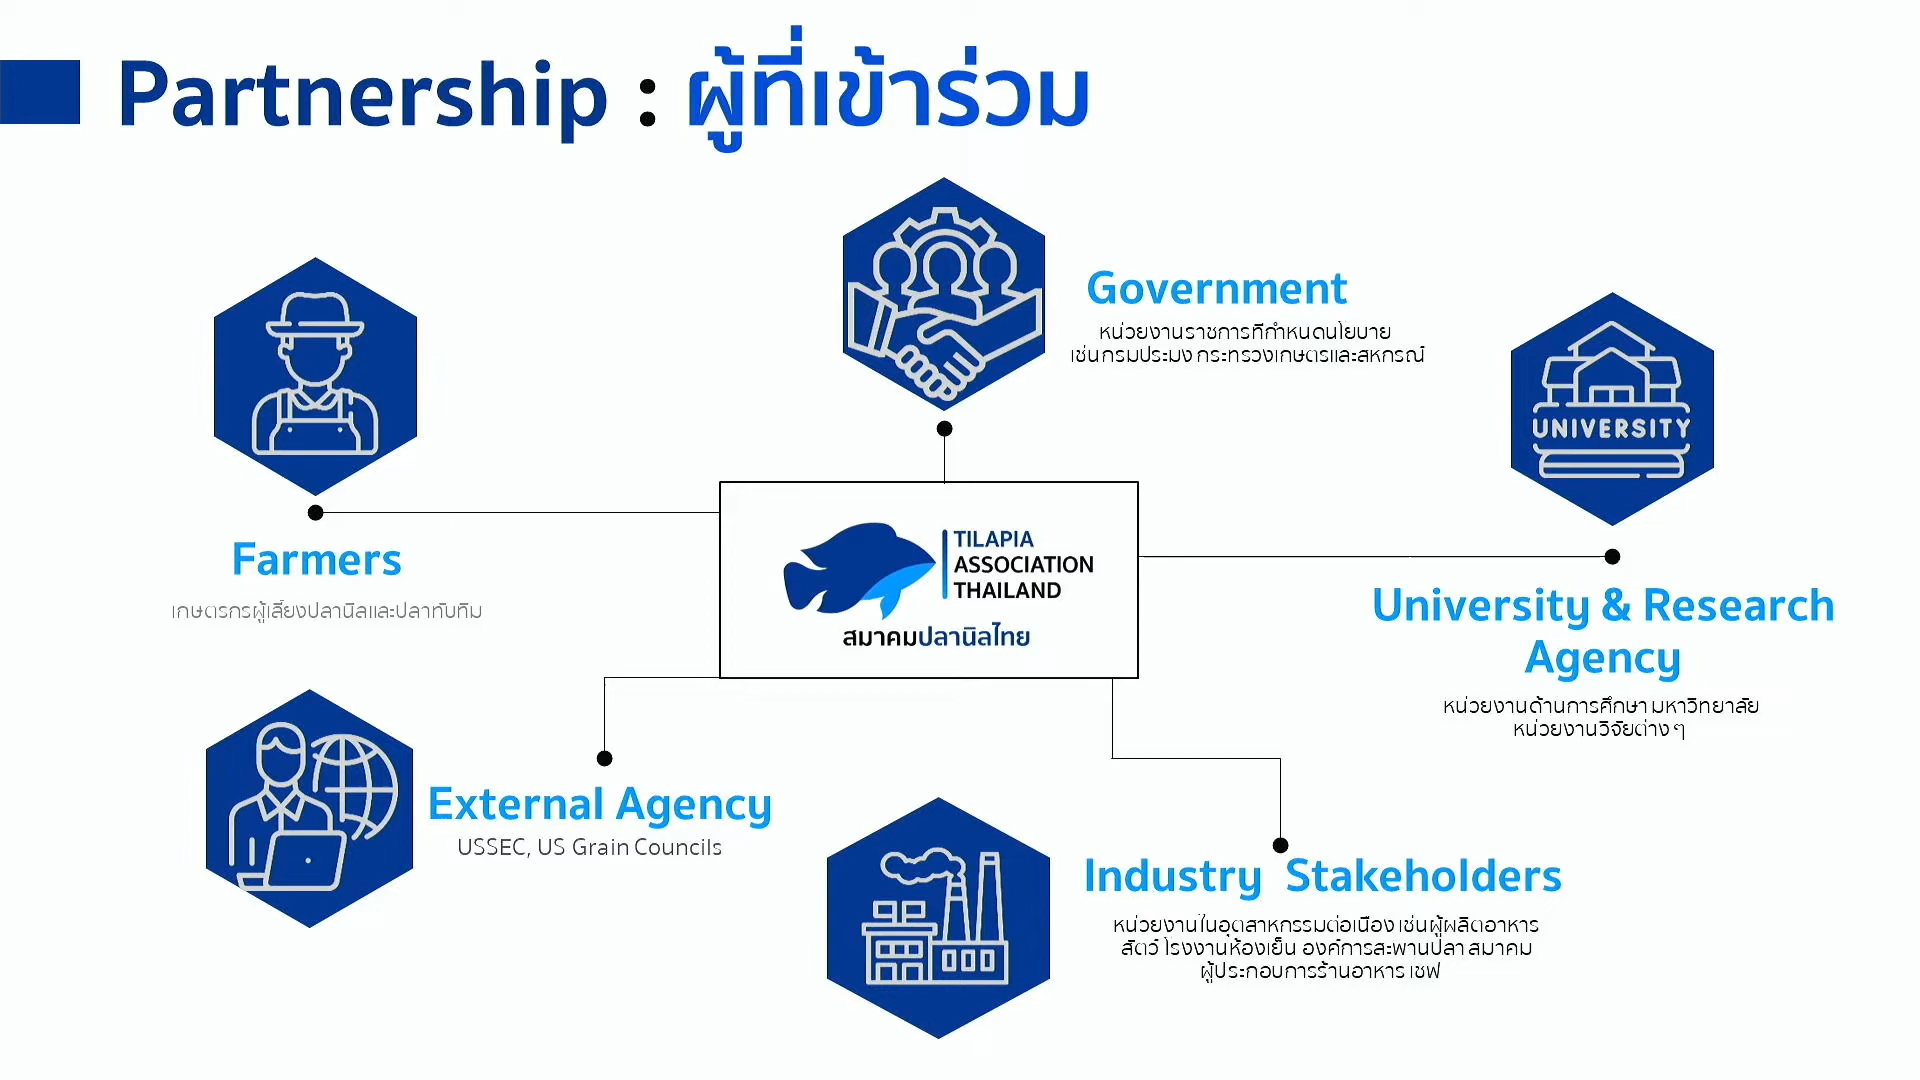 Partnership : ผู้ที่เข้าร่วม
Government
หน่วยงานราชการที่กำหนดนโยบาย
เช่นกรมประมง กระทรวงเกษตรและสหกรณ์
UNIVERSITY
Farmers
เกษตรกรผู้เลี้ยงปลานิลและปลาทับทิม
TILAPIA
ASSOCIATION
THAILAND
สมาคมปลานิลไทย
University & Research
Agency
หน่วยงานด้านการศึกษา มหาวิทยาลัย
หน่วยงานวิจัยต่าง ๆ
External Agency
USSEC, US Grain Councils
Industry Stakeholders
หน่วยงานในอุตสาหกรรมต่อเนื่อง เช่นผู้ผลิตอาหาร
สัตว์ โรงงานห้องเย็น องค์การสะพานปลา สมาคม
ผู้ประกอบการร้านอาหาร เชฟ